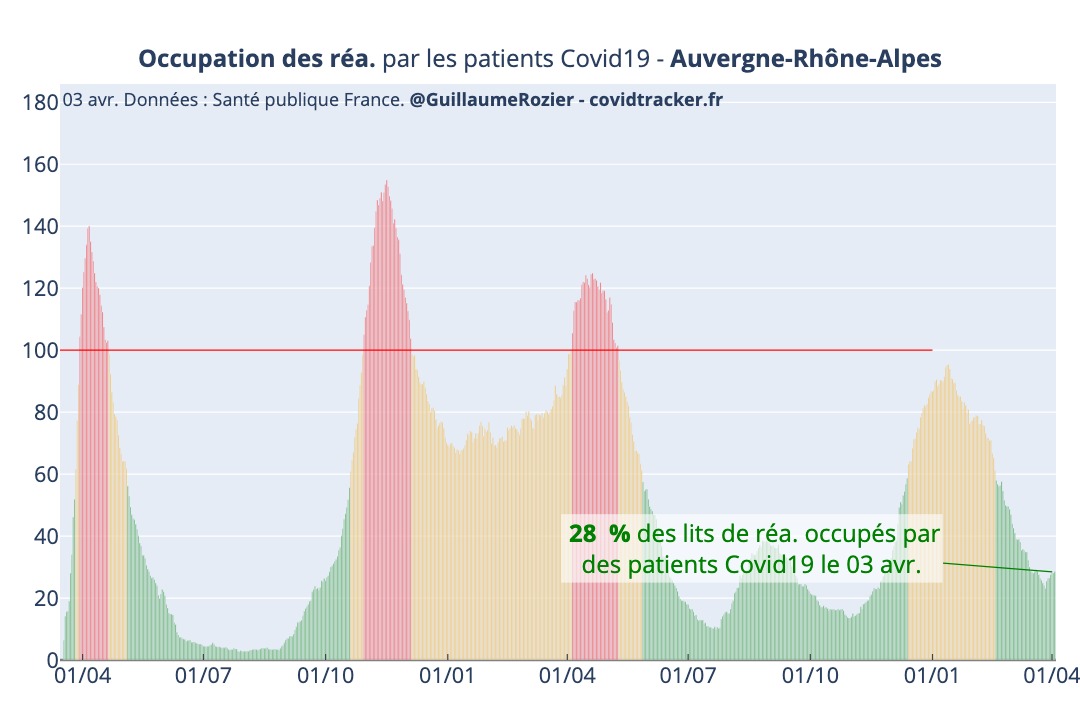 Occupation des réa. par les patients Covid19 - Auvergne-Rhône-Alpes
03 avr. Données : Santé publique France. @GuillaumeRozier - covidtracker.fr
180
160
140
120
100
80
60
40
20
0
28 % des lits de réa. occupés par
des patients Covid19 le 03 avr.
01/04 01/07 01/10 01/01 01/04 01/07 01/10 01/01 01/04